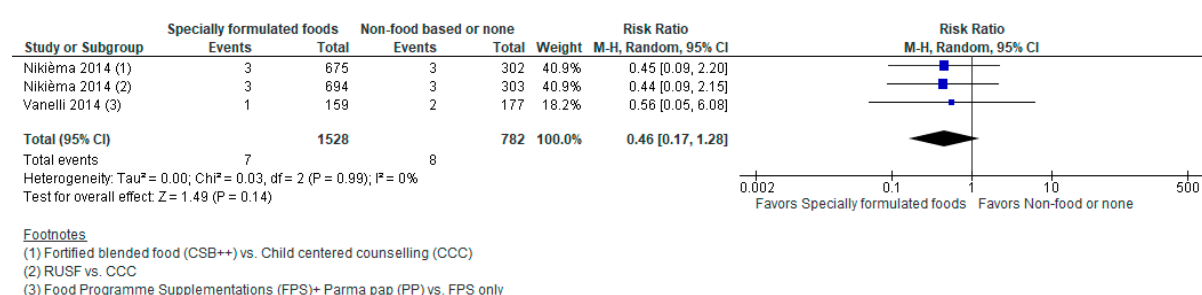 Specially formulated foods Non-food based or none Risk Ratio Risk Ratio
Study or Subgroup Events Total Events Total Weight M-H, Random, 95% CI M-H, Random, 95% CI
Nikièma 2014 (1) 3 675 3 302 40.9% 0.45 [0.09, 2.20]
Nikièma 2014 (2) 3 694 3 303 40.9% 0.44 [0.09, 2.15]
Vanelli 2014 (3) 1 159 2 177 18.2% 0.56 [0.05, 6.08]
Total (95% CI) 1528 782 100.0% 0.46 [0.17, 1.28]
Total events 7 8
Heterogeneity: Tau² = 0.00; Chi² = 0.03, df = 2 (P = 0.99); I² = 0%
Test for overall effect: Z = 1.49 (P = 0.14)
0.002 0.1 1 10 500
Favors Specially formulated foods Favors Non-food or none
Footnotes
(1) Fortified blended food (CSB++) vs. Child centered counselling (CCC)
(2) RUSF vs. CCC
(3) Food Programme Supplementations (FPS)+ Parma pap (PP) vs. FPS only